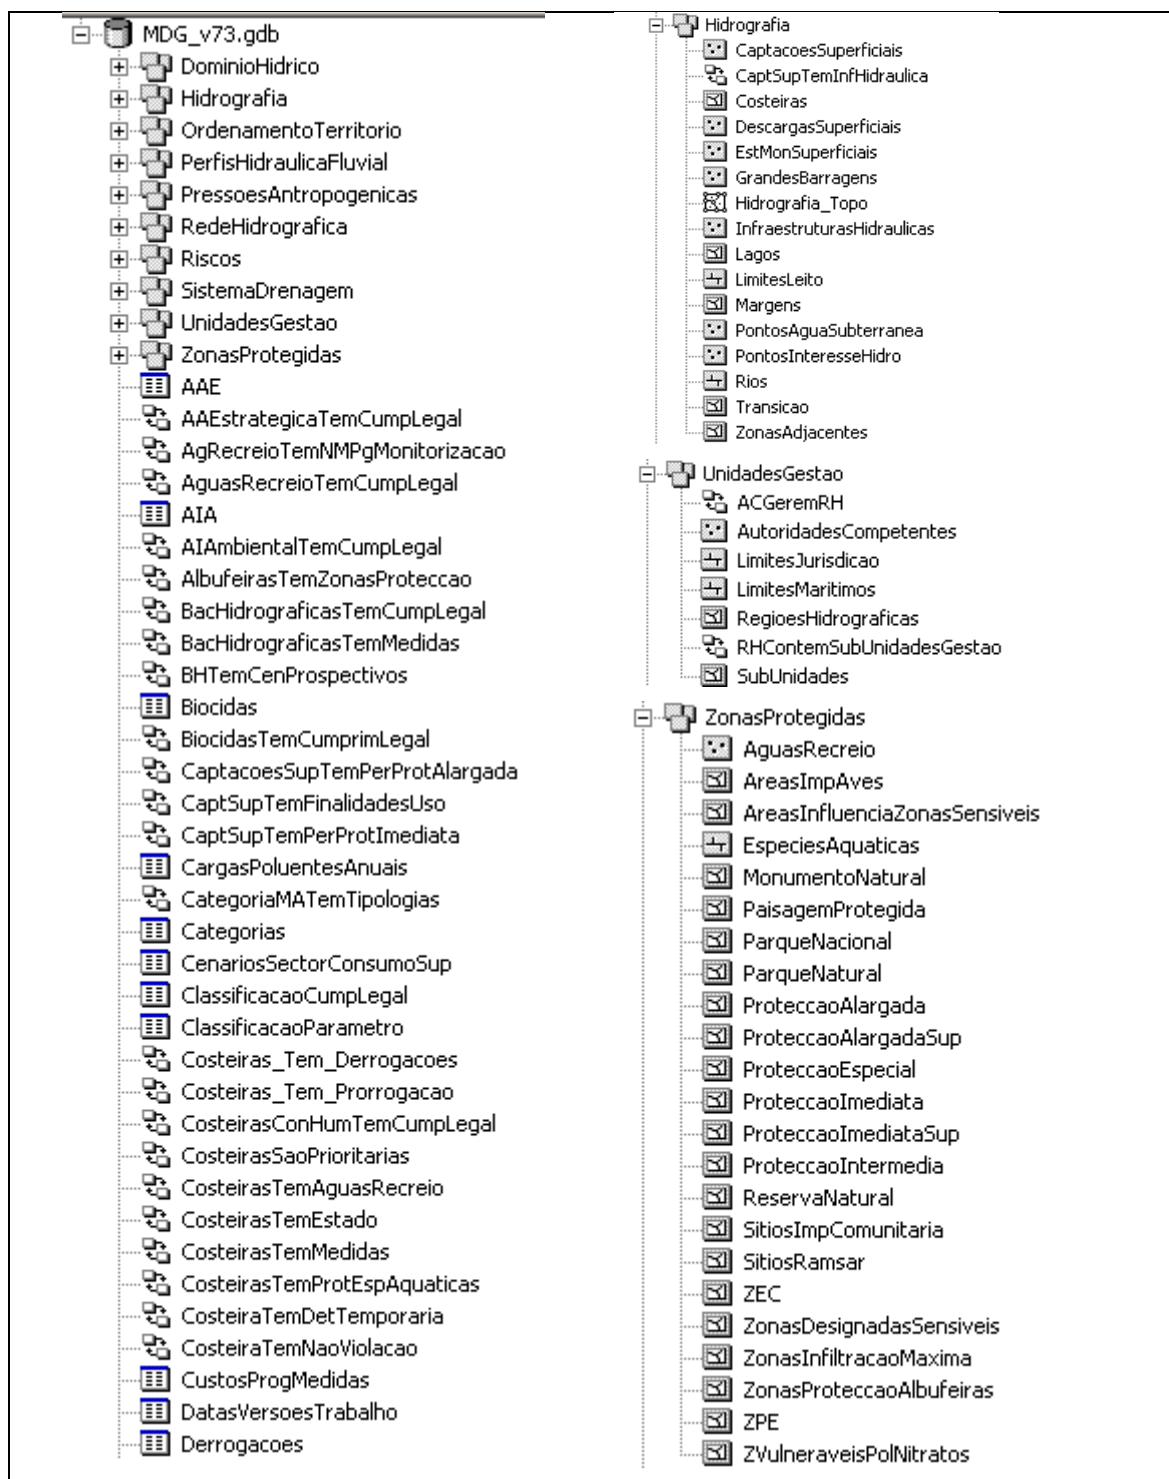 MDG_v73.gdb
DominioHidrico
Hidrografia
OrdenamentoTerritorio
PerfisHidraulicaFluvial
PressoesAntropogenicas
RedeHidrografica
Riscos
SistemaDrenagem
UnidadesGestao
ZonasProtegidas
AAE
AAEstrategicaTemCumpLegal
AgRecreioTemNMPgMonitorizacao
AguasRecreioTemCumpLegal
AIA
AIAmbientalTemCumpLegal
AlbufeirasTemZonasProteccao
BacHidrograficasTemCumpLegal
BacHidrograficasTemMedidas
BHTemCenProspectivos
Biocidas
BiocidasTemCumprimLegal
CaptacoesSupTemPerProtAlargada
CaptSupTemFinalidadesUso
CaptSupTemPerProtImediata
CargasPoluentesAnuais
CategoriaMATemTipologias
Categorias
CenariosSectorConsumoSup
ClassificacaoCumpLegal
ClassificacaoParametro
Costeiras_Tem_Derrogacoes
Costeiras_Tem_Prorrogacao
CosteirasConHumTemCumpLegal
CosteirasSaoPrioritarias
CosteirasTemAguasRecreio
CosteirasTemEstado
CosteirasTemMedidas
CosteirasTemProtEspAquaticas
CosteiraTemDetTemporaria
CosteiraTemNaoViolacao
CustosProgMedidas
DatasVersoesTrabalho
Derrogacoes
Hidrografia
CaptacoesSuperficiais
CaptSupTemInfHidraulica
Costeiras
DescargasSuperficiais
EstMonSuperficiais
GrandesBarragens
Hidrografia_Topo
InfraestruturasHidraulicas
Lagos
LimitesLeito
Margens
PontosAguaSubterranea
PontosInteresseHidro
Rios
Transicao
ZonasAdjacentes
UnidadesGestao
ACGeremRH
AutoridadesCompetentes
LimitesJurisdicao
LimitesMaritimos
RegioesHidrograficas
RHContemSubUnidadesGestao
SubUnidades
ZonasProtegidas
AguasRecreio
AreasImpAves
AreasInfluenciaZonasSensiveis
EspeciesAquaticas
MonumentoNatural
PaisagemProtegida
ParqueNacional
ParqueNatural
ProteccaoAlargada
ProteccaoAlargadaSup
ProteccaoEspecial
ProteccaoImediata
ProteccaoImediataSup
ProteccaoIntermedia
ReservaNatural
SitiosImpComunitaria
SitiosRamsar
ZEC
ZonasDesignadasSensiveis
ZonasInfiltracaoMaxima
ZonasProteccaoAlbufeiras
ZPE
ZVulneraveisPolNitratos